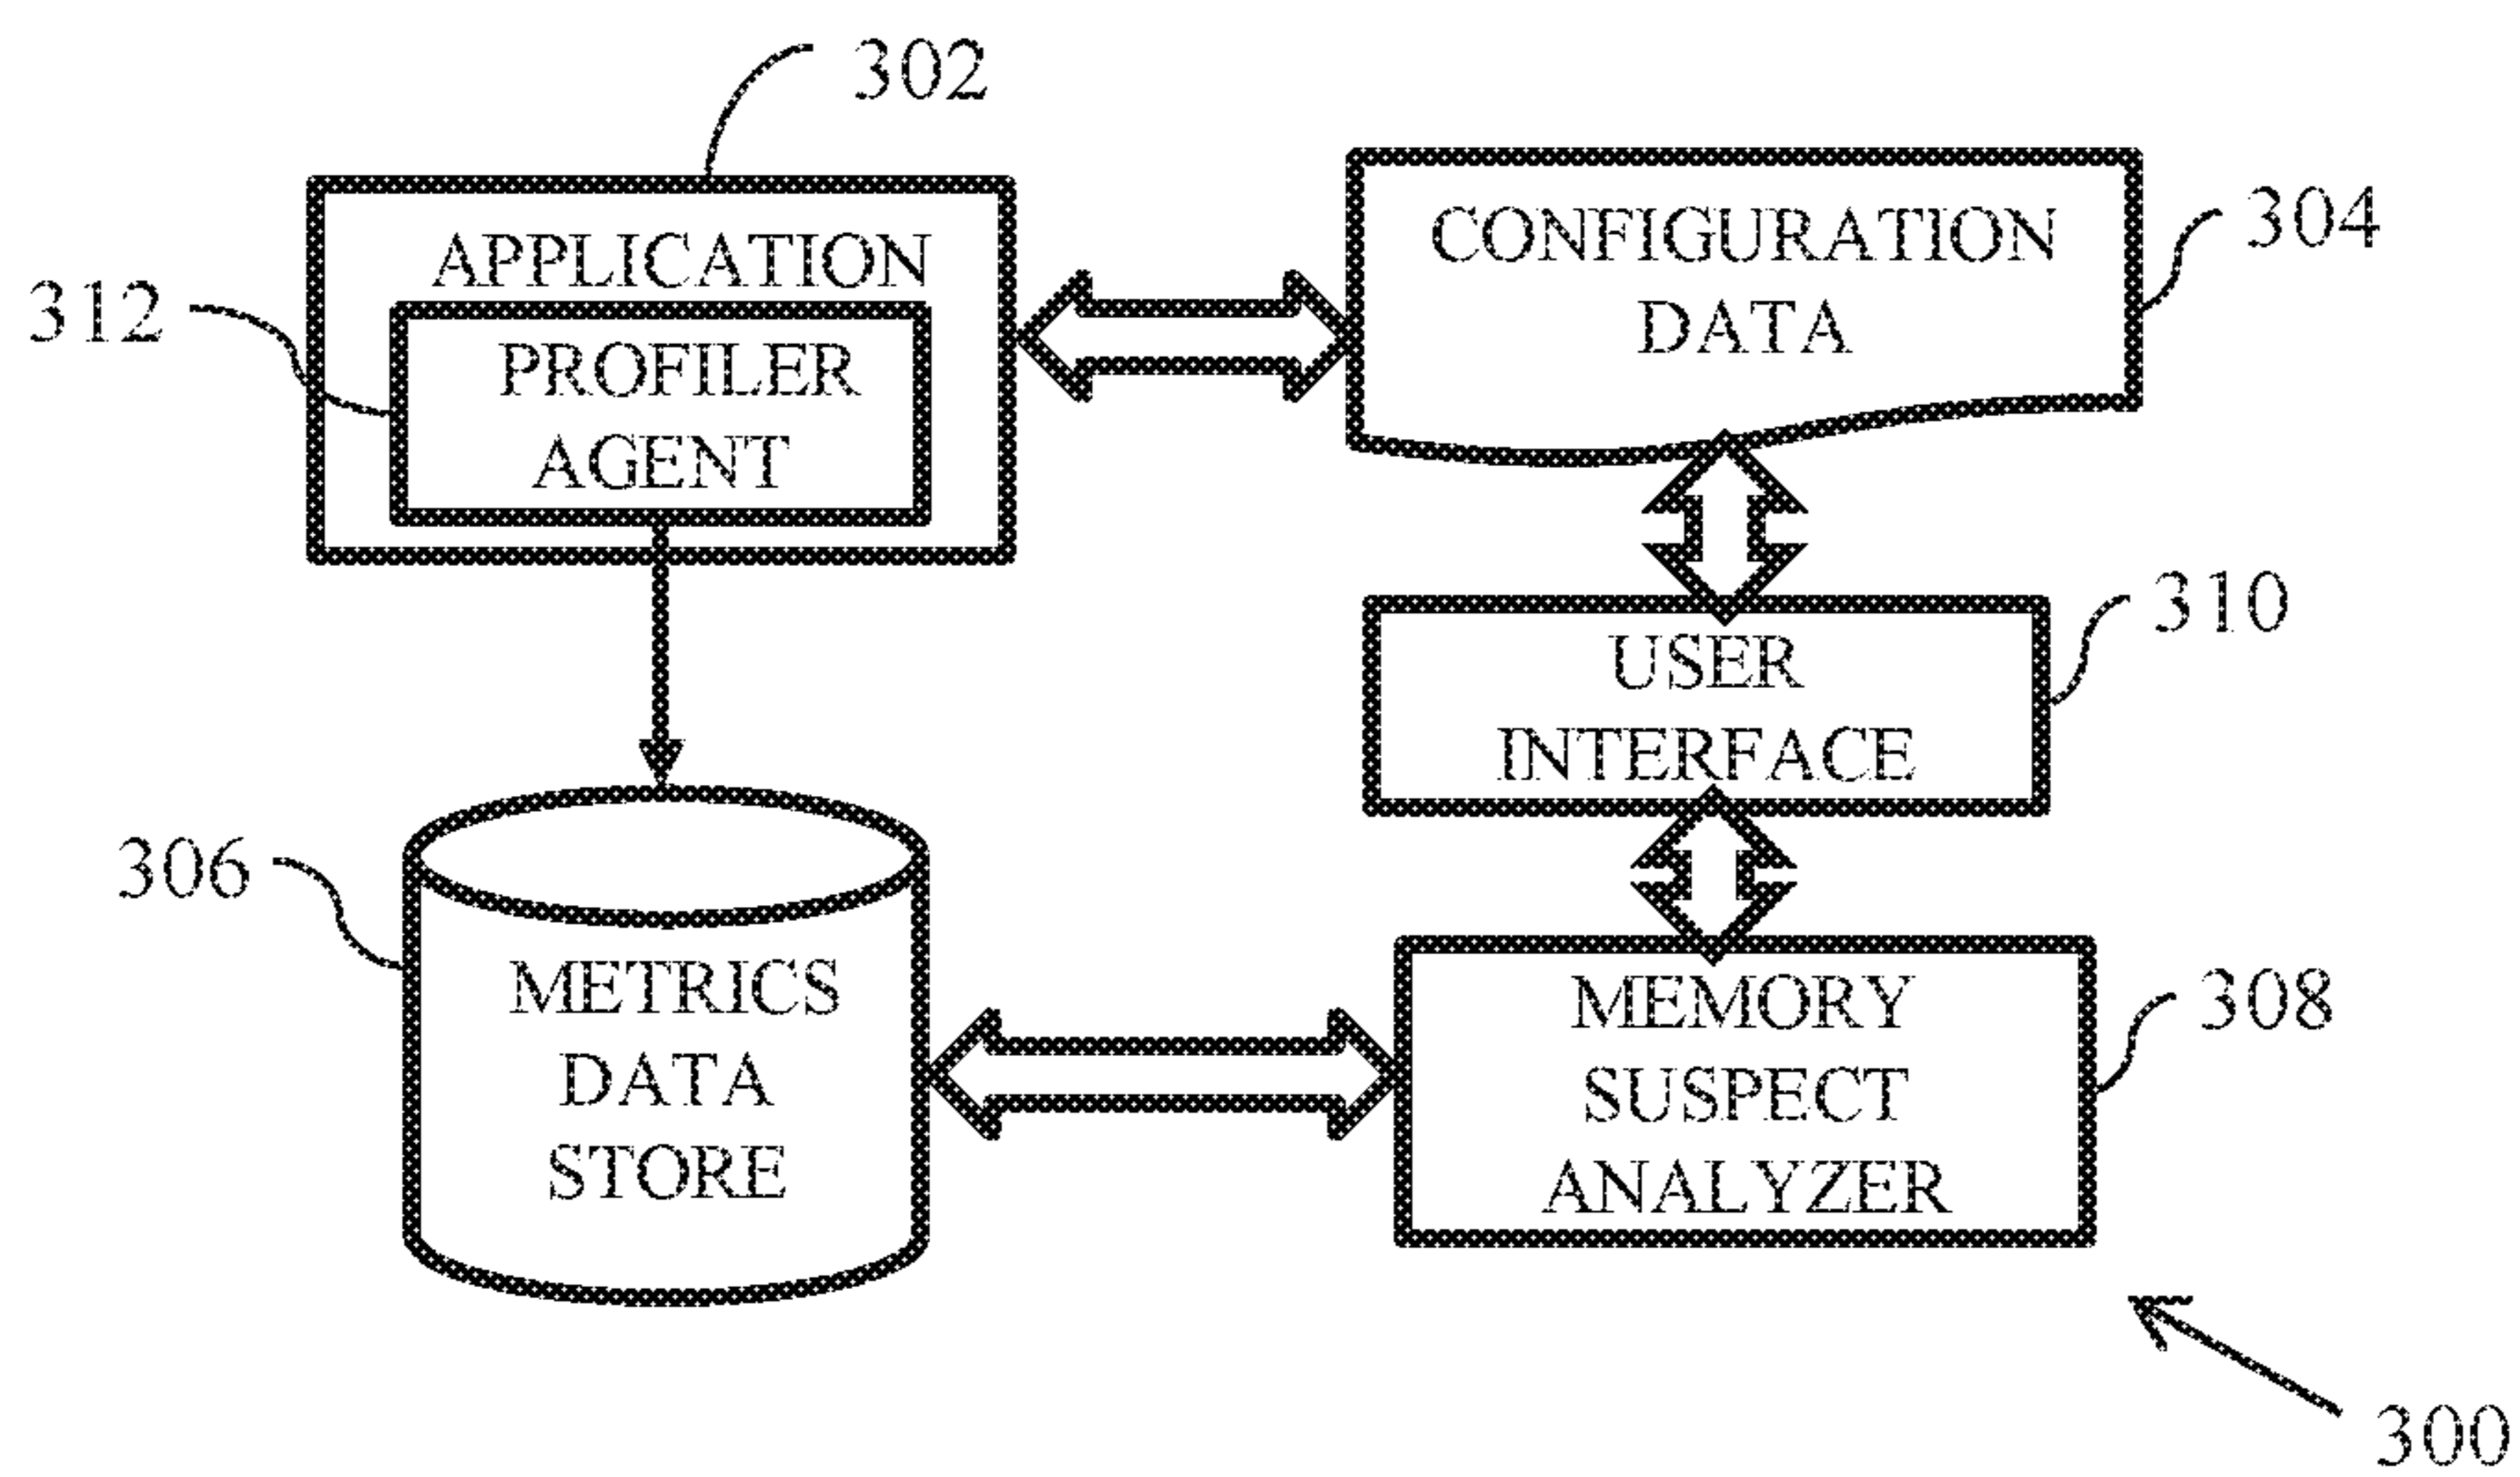 302
APPLICATION
312
PROFILER
AGENT
CONFIGURATION
DATA
304
USER
INTERFACE
310
306
METRICS
DATA
STORE
MEMORY
SUSPECT
ANALYZER
308
300